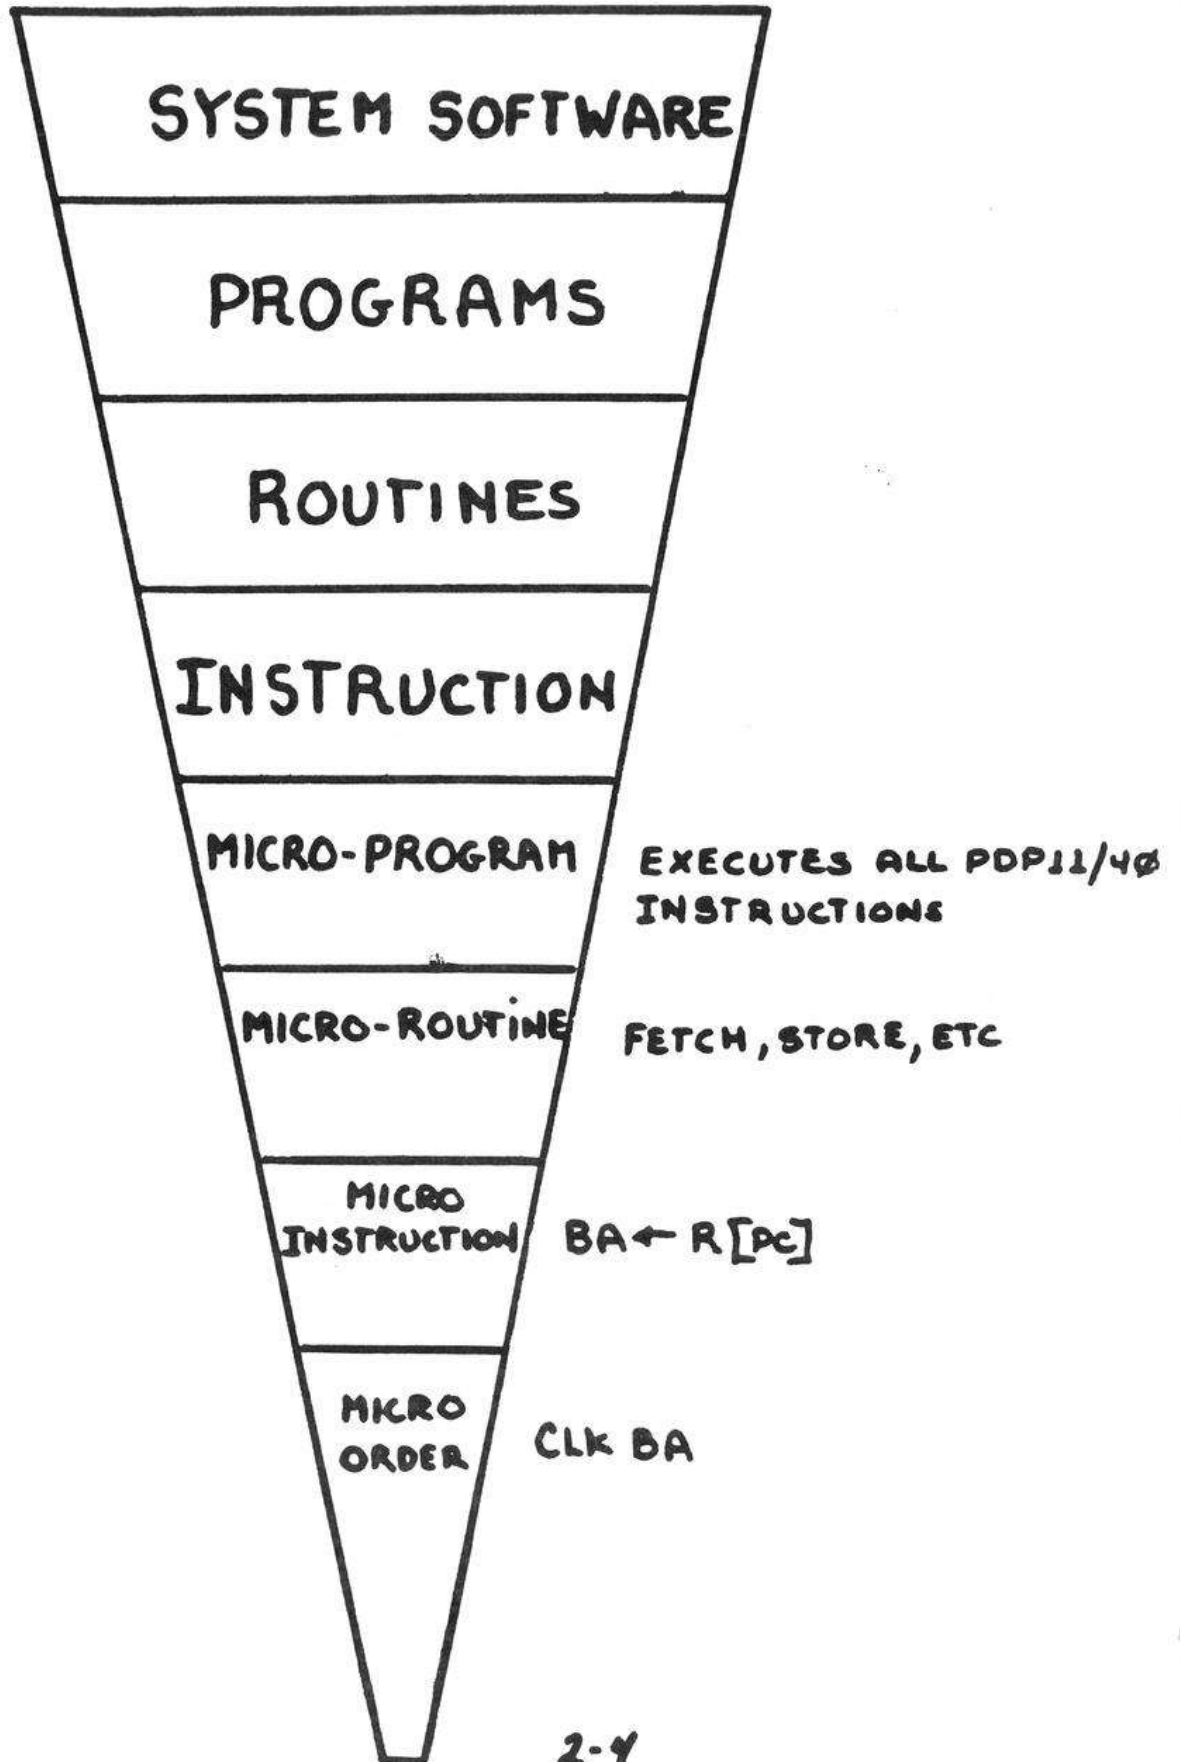 SYSTEM SOFTWARE
PROGRAMS
ROUTINES
INSTRUCTION
MICRO-PROGRAM
EXECUTES ALL PDP11/4Ø
INSTRUCTIONS
MICRO-ROUTINE
FETCH, STORE, ETC
MICRO
INSTRUCTION
BA ← R[PC]
MICRO
ORDER
CLK BA
2-4